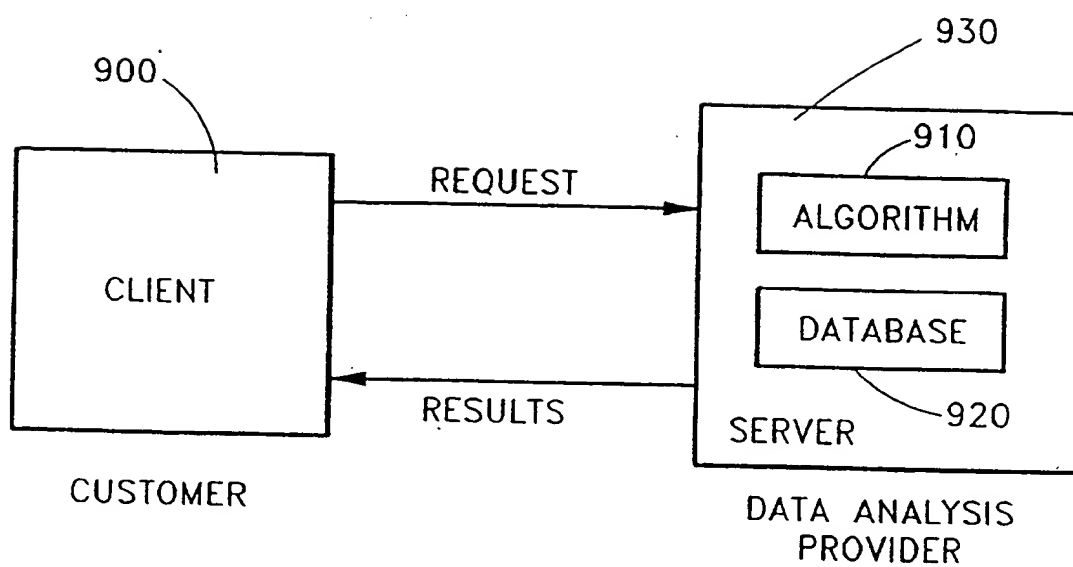 930
900
910
REQUEST
ALGORITHM
CLIENT
DATABASE
RESULTS
920
SERVER
CUSTOMER
DATA ANALYSIS
PROVIDER